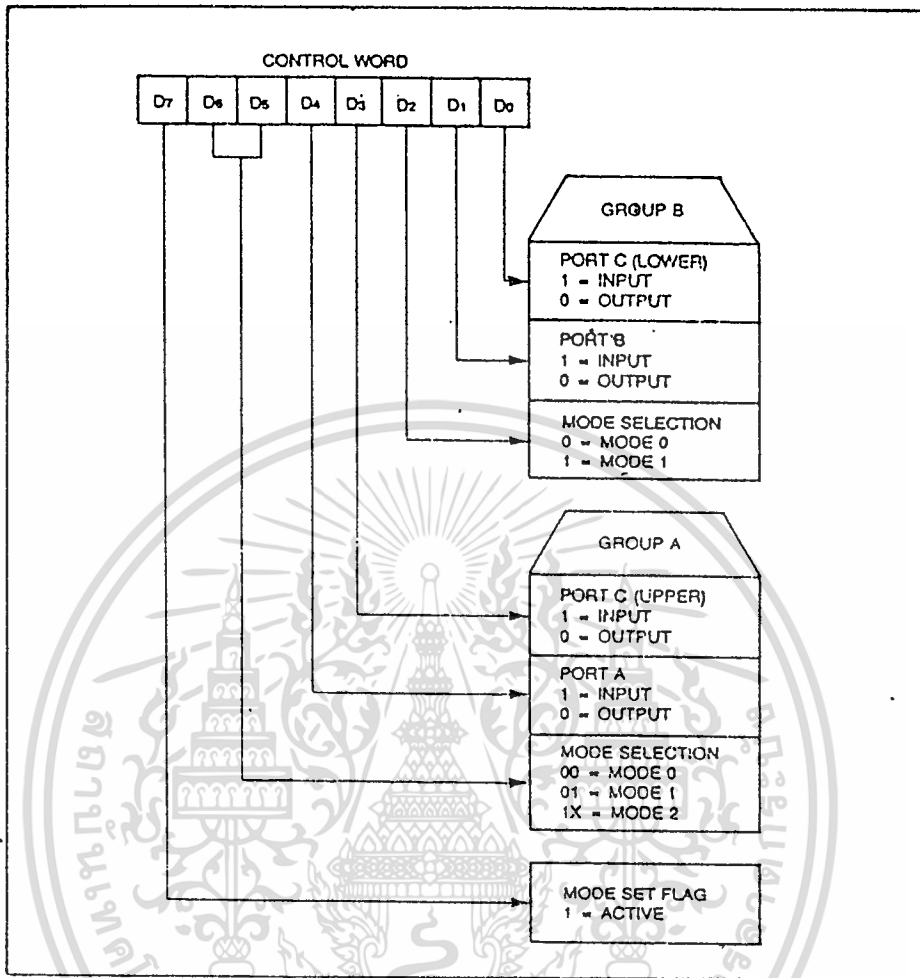 CONTROL WORD
D7 D6 D5 D4 D3 D2 D1 D0
GROUP B
PORT C (LOWER)
1 = INPUT
0 = OUTPUT
PORT B
1 = INPUT
0 = OUTPUT
MODE SELECTION
0 = MODE 0
1 = MODE 1
GROUP A
PORT C (UPPER)
1 = INPUT
0 = OUTPUT
PORT A
1 = INPUT
0 = OUTPUT
MODE SELECTION
00 = MODE 0
01 = MODE 1
1X = MODE 2
MODE SET FLAG
1 = ACTIVE